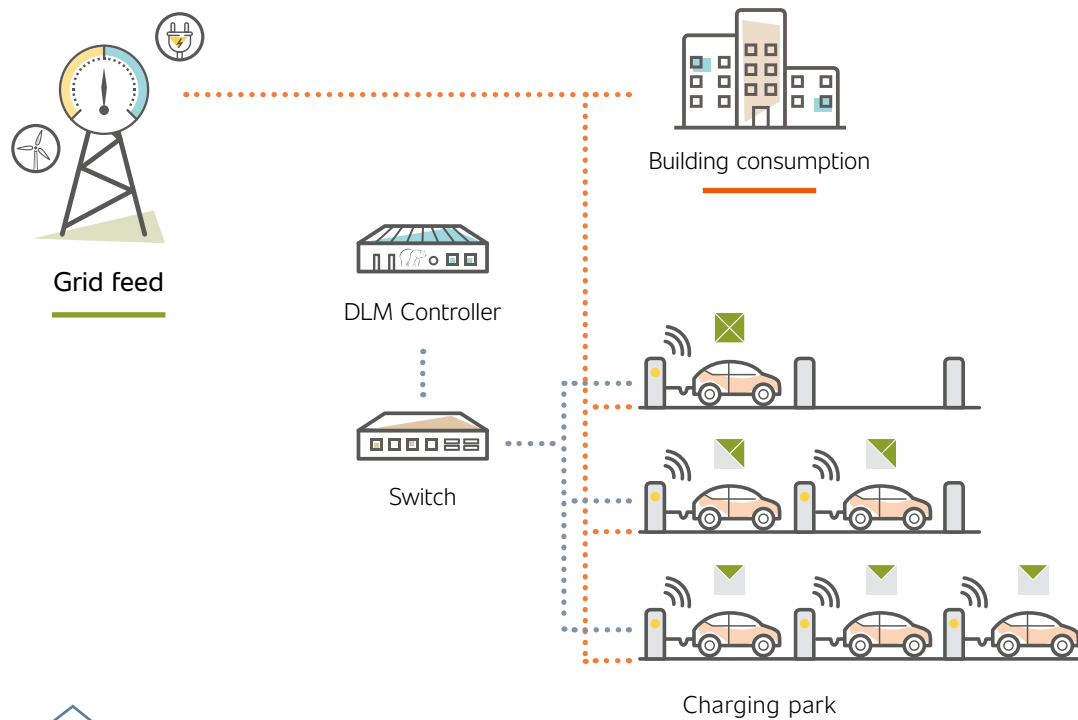 Building consumption
Grid feed
DLM Controller
Switch
Charging park